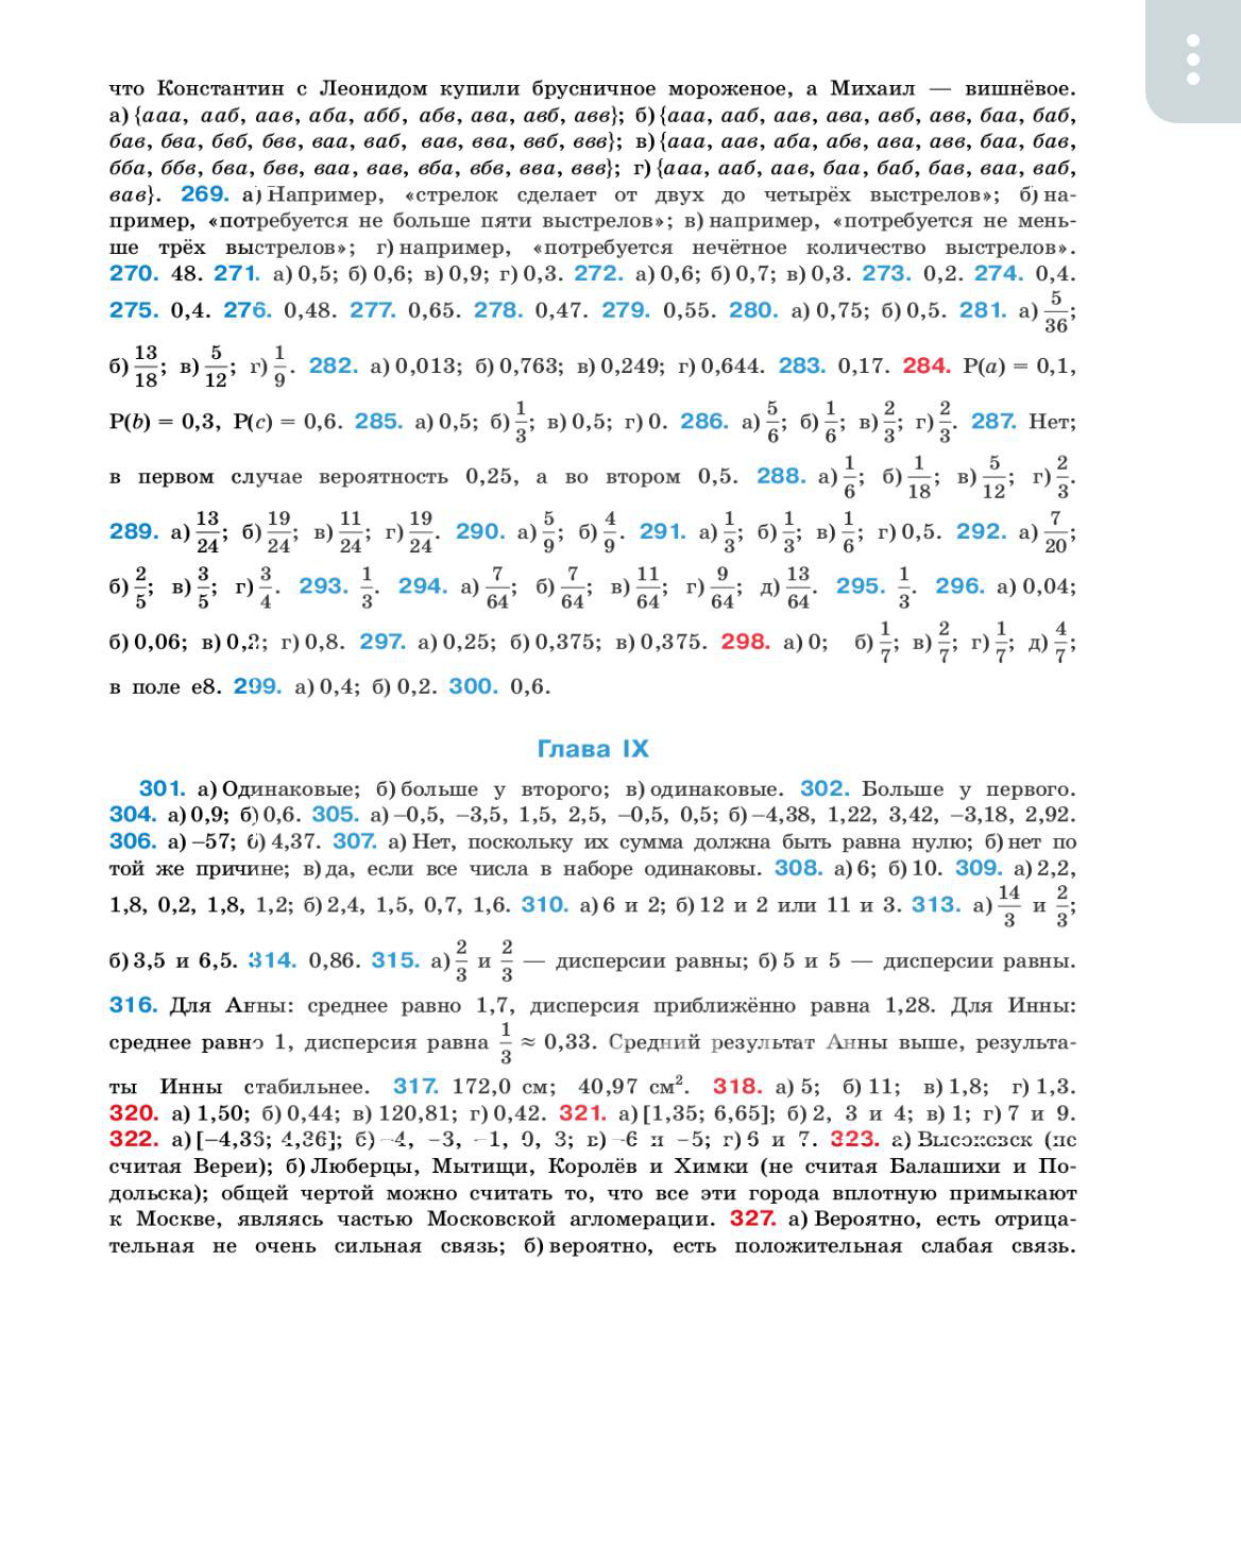 что Константин с Леонидом купили брусничное мороженое, а Михаил — вишнёвое.
а) {ааа, ааб, аав, аба, абб, абв, ава, авб, авв}; б) {ааа, ааб, аав, ава, авб, авв, баа, баб,
бав, бва, бвб, бвв, ваа, ваб, вав, вва, ввб, ввв}; в) {ааа, аав, аба, абв, ава, авв, баа, бав,
бба, ббв, бва, бвв, ваа, вав, вба, вбв, вва, ввв}; г) {ааа, ааб, аав, баа, баб, бав, ваа, ваб,
вав}. 269. а) Например, «стрелок сделает от двух до четырёх выстрелов»; б) на-
пример, «потребуется не больше пяти выстрелов»; в) например, «потребуется не мень-
ше трёх выстрелов»; г) например, «потребуется нечётное количество выстрелов».
270. 48. 271. а) 0,5; б) 0,6; в) 0,9; г) 0,3. 272. а) 0,6; б) 0,7; в) 0,3. 273. 0,2. 274. 0,4.
275. 0,4. 276. 0,48. 277. 0,65. 278. 0,47. 279. 0,55. 280. а) 0,75; б) 0,5. 281. а) 5/36;
б) 13/18; в) 5/12; г) 1/9. 282. а) 0,013; б) 0,763; в) 0,249; г) 0,644. 283. 0,17. 284. P(a) = 0,1,
P(b) = 0,3, P(c) = 0,6. 285. а) 0,5; б) 1/3; в) 0,5; г) 0. 286. а) 5/6; б) 1/6; в) 2/3; г) 2/3. 287. Нет;
в первом случае вероятность 0,25, а во втором 0,5. 288. а) 1/6; б) 1/18; в) 5/12; г) 2/3.
289. а) 13/24; б) 19/24; в) 11/24; г) 19/24. 290. а) 5/9; б) 4/9. 291. а) 1/3; б) 1/3; в) 1/6; г) 0,5. 292. а) 7/20;
б) 2/5; в) 3/5; г) 3/4. 293. 1/3. 294. а) 7/64; б) 7/64; в) 11/64; г) 9/64; д) 13/64. 295. 1/3. 296. а) 0,04;
б) 0,06; в) 0,2; г) 0,8. 297. а) 0,25; б) 0,375; в) 0,375. 298. а) 0; б) 1/7; в) 2/7; г) 1/7; д) 4/7;
в поле e8. 299. а) 0,4; б) 0,2. 300. 0,6.
Глава IX
301. а) Одинаковые; б) больше у второго; в) одинаковые. 302. Больше у первого.
304. а) 0,9; б) 0,6. 305. а) −0,5, −3,5, 1,5, 2,5, −0,5, 0,5; б) −4,38, 1,22, 3,42, −3,18, 2,92.
306. а) −57; б) 4,37. 307. а) Нет, поскольку их сумма должна быть равна нулю; б) нет по
той же причине; в) да, если все числа в наборе одинаковы. 308. а) 6; б) 10. 309. а) 2,2,
1,8, 0,2, 1,8, 1,2; б) 2,4, 1,5, 0,7, 1,6. 310. а) 6 и 2; б) 12 и 2 или 11 и 3. 313. а) 14/3 и 2/3;
б) 3,5 и 6,5. 314. 0,86. 315. а) 2/3 и 2/3 — дисперсии равны; б) 5 и 5 — дисперсии равны.
316. Для Анны: среднее равно 1,7, дисперсия приближённо равна 1,28. Для Инны:
среднее равно 1, дисперсия равна 1/3 ≈ 0,33. Средний результат Анны выше, результа-
ты Инны стабильнее. 317. 172,0 см; 40,97 см². 318. а) 5; б) 11; в) 1,8; г) 1,3.
320. а) 1,50; б) 0,44; в) 120,81; г) 0,42. 321. а) [1,35; 6,65]; б) 2, 3 и 4; в) 1; г) 7 и 9.
322. а) [−4,36; 4,36]; б) −4, −3, −1, 0, 3; в) −6 и −5; г) 6 и 7. 323. а) Высоковск (не
считая Вереи); б) Люберцы, Мытищи, Королёв и Химки (не считая Балашихи и По-
дольска); общей чертой можно считать то, что все эти города вплотную примыкают
к Москве, являясь частью Московской агломерации. 327. а) Вероятно, есть отрица-
тельная не очень сильная связь; б) вероятно, есть положительная слабая связь.